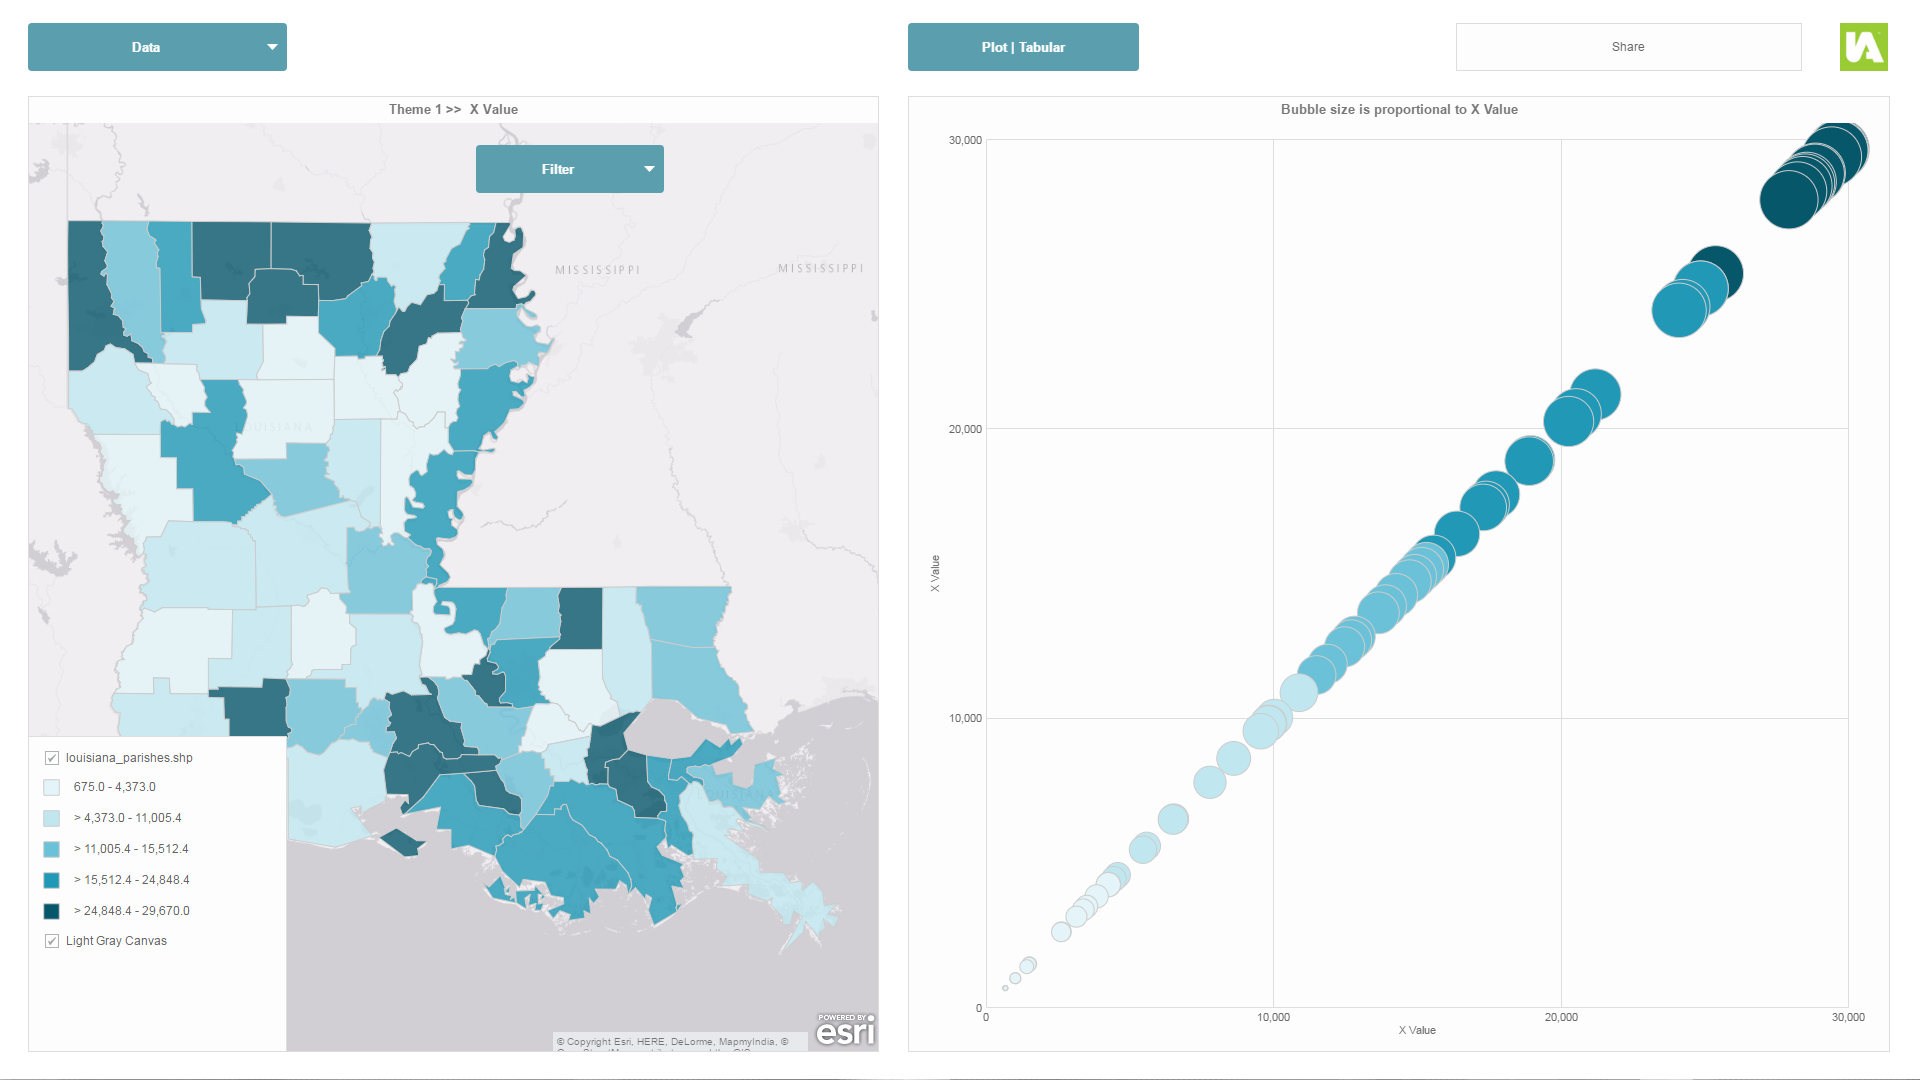 Data
Plot | Tabular
Share
IA
Theme 1 >>  X Value
Filter
MISSISSIPPI
MISSISSIPPI
LOUISIANA
LOUISIANA
louisiana_parishes.shp
675.0 - 4,373.0
> 4,373.0 - 11,005.4
> 11,005.4 - 15,512.4
> 15,512.4 - 24,848.4
> 24,848.4 - 29,670.0
Light Gray Canvas
POWERED BY
esri
© Copyright Esri, HERE, DeLorme, MapmyIndia, ©
Bubble size is proportional to X Value
30,000
20,000
10,000
0
X Value
0
10,000
20,000
30,000
X Value